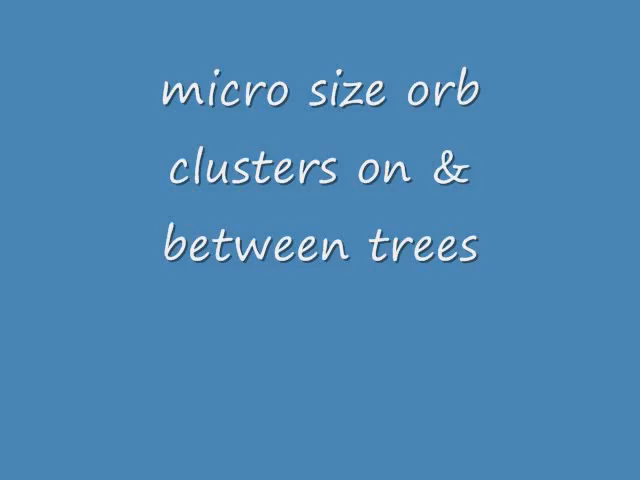 micro size orb
clusters on &
between trees